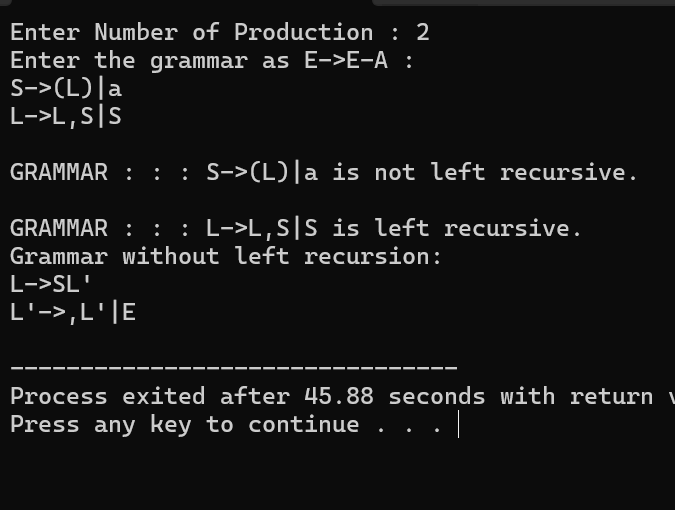 Enter Number of Production : 2
Enter the grammar as E->E-A :
S->(L)|a
L->L,S|S
GRAMMAR : : : S->(L)|a is not left recursive.
GRAMMAR : : : L->L,S|S is left recursive.
Grammar without left recursion:
L->SL'
L'->,L'|E
--------------------------------
Process exited after 45.88 seconds with return
Press any key to continue . . .